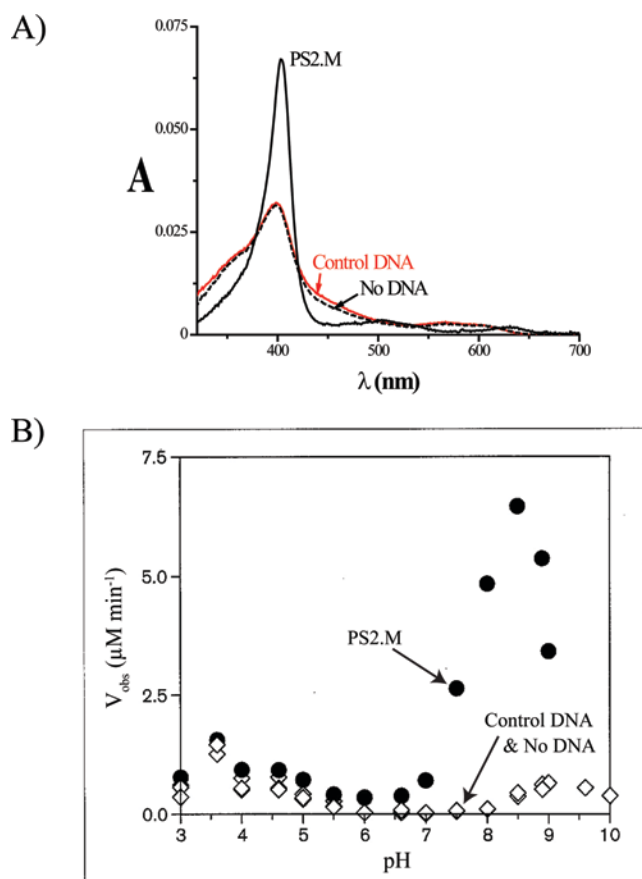 A)
0.075
PS2.M
0.050
A
0.025
Control DNA
No DNA
0
400 500 600 700
λ (nm)
B)
7.5
5.0
2.5
0.0
V_obs (μM min⁻¹)
PS2.M
Control DNA
& No DNA
3 4 5 6 7 8 9 10
pH